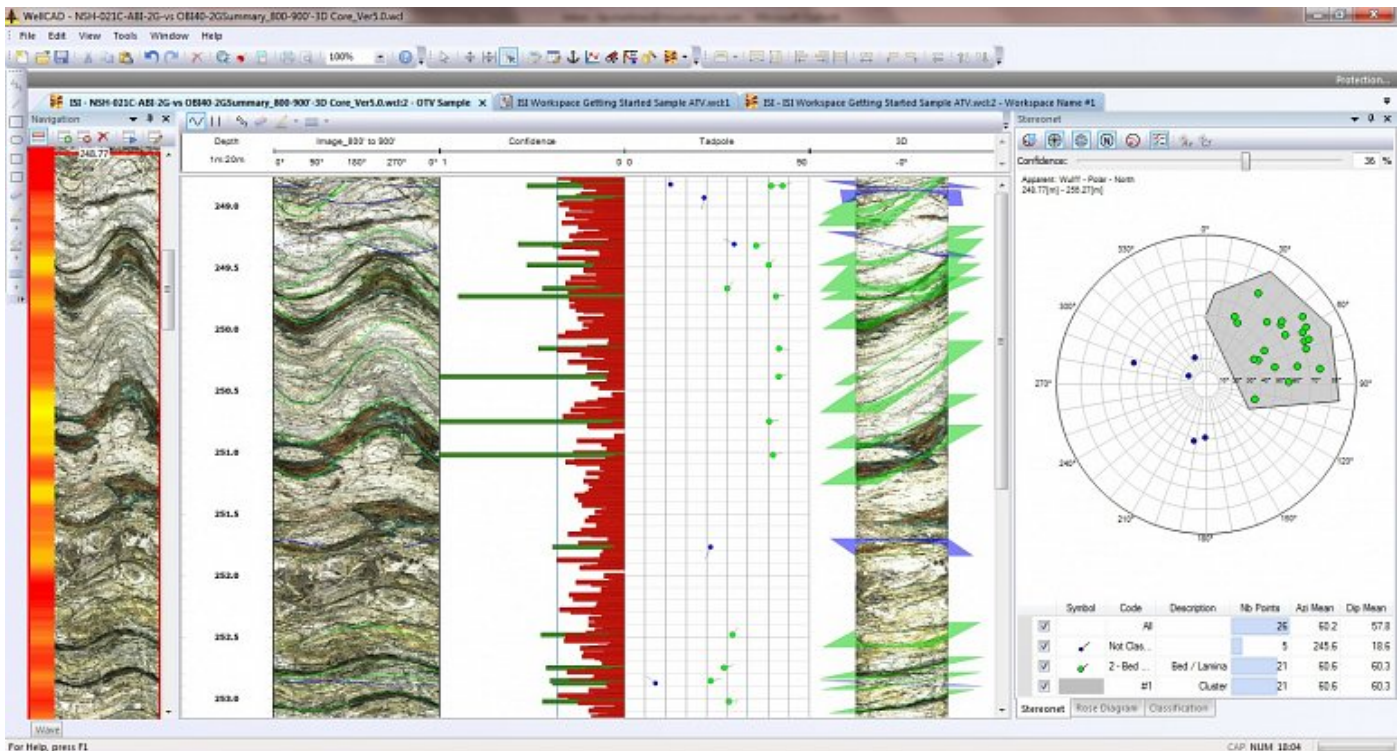 WellCAD - NSH-021C-ABI-2G-vs OBI40-2GSummary_800-900'-3D Core_Ver5.0.wcl
File Edit View Tools Window Help
100%
Protection...
ISI - NSH-021C-ABI-2G-vs OBI40-2GSummary_800-900'-3D Core_Ver5.0.wcl:2 - OTV Sample X ISI Workspace Getting Started Sample ATV.wcl:1 ISI - ISI Workspace Getting Started Sample ATV.wcl:2 - Workspace Name #1
Navigation
Stereonet
Depth Image_800' to 900' Confidence Tadpole 3D
1m:20m 0° 90° 180° 270° 0° 1 0 0 90 -0°
248.77
Confidence: 36 %
Apparent: Wulff - Polar - North
248.77[m] - 256.27[m]
249.0
249.5
250.0
250.5
251.0
251.5
252.0
252.5
253.0
0°
330° 30°
300° 60°
270° 90°
240° 120°
210° 150°
180°
Symbol Code Description Nb Points Azi Mean Dip Mean
All 26 60.2 57.8
Not Clas... 5 245.6 18.6
2 - Bed ... Bed / Lamina 21 60.6 60.3
#1 Cluster 21 60.6 60.3
Stereonet Rose Diagram Classification
Wave
For Help, press F1
CAP NUM 18:04